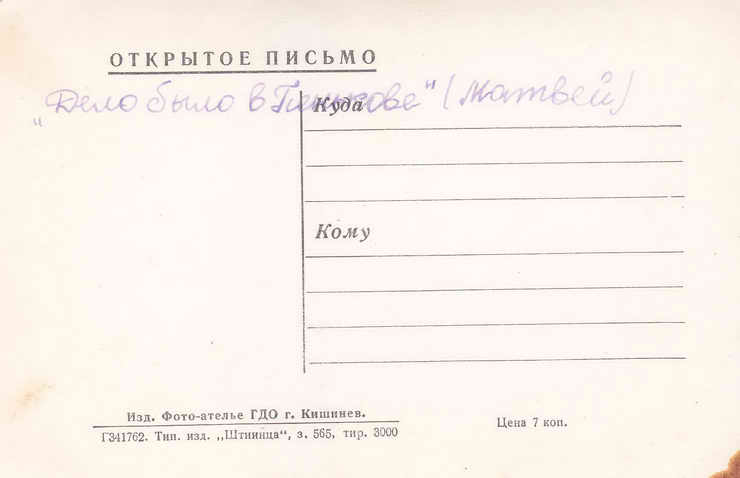 ОТКРЫТОЕ ПИСЬМО
„Дело было в Пенькове" (Матвей)
Куда
Кому
Изд. Фото-ателье ГДО г. Кишинев.
Г341762. Тип. изд. „Штиинца", з. 565, тир. 3000
Цена 7 коп.